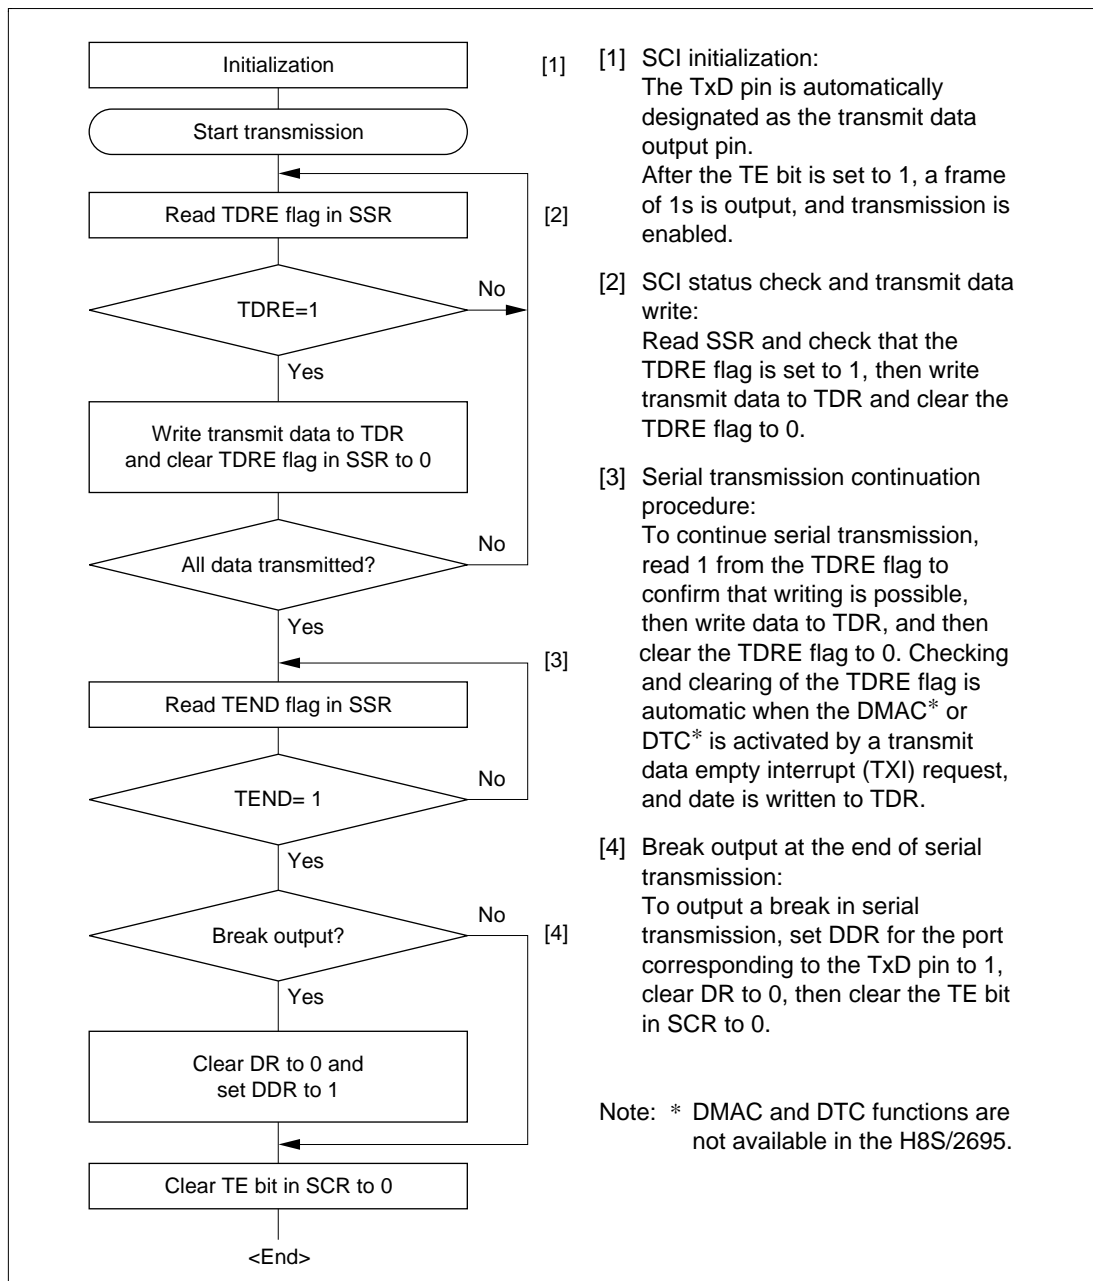 Initialization
[1]
Start transmission
Read TDRE flag in SSR
[2]
TDRE=1
No
Yes
Write transmit data to TDR
and clear TDRE flag in SSR to 0
All data transmitted?
No
Yes
[3]
Read TEND flag in SSR
TEND= 1
No
Yes
Break output?
No
[4]
Yes
Clear DR to 0 and
set DDR to 1
Clear TE bit in SCR to 0
<End>
[1] SCI initialization:
The TxD pin is automatically
designated as the transmit data
output pin.
After the TE bit is set to 1, a frame
of 1s is output, and transmission is
enabled.
[2] SCI status check and transmit data
write:
Read SSR and check that the
TDRE flag is set to 1, then write
transmit data to TDR and clear the
TDRE flag to 0.
[3] Serial transmission continuation
procedure:
To continue serial transmission,
read 1 from the TDRE flag to
confirm that writing is possible,
then write data to TDR, and then
clear the TDRE flag to 0. Checking
and clearing of the TDRE flag is
automatic when the DMAC* or
DTC* is activated by a transmit
data empty interrupt (TXI) request,
and date is written to TDR.
[4] Break output at the end of serial
transmission:
To output a break in serial
transmission, set DDR for the port
corresponding to the TxD pin to 1,
clear DR to 0, then clear the TE bit
in SCR to 0.
Note: * DMAC and DTC functions are
not available in the H8S/2695.